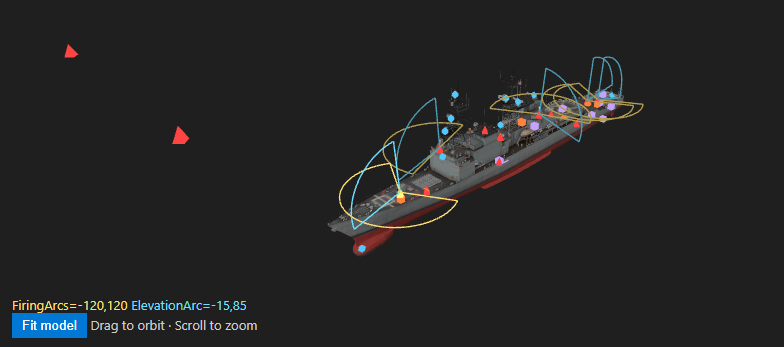 FiringArcs=-120,120 ElevationArc=-15,85
Fit model Drag to orbit · Scroll to zoom